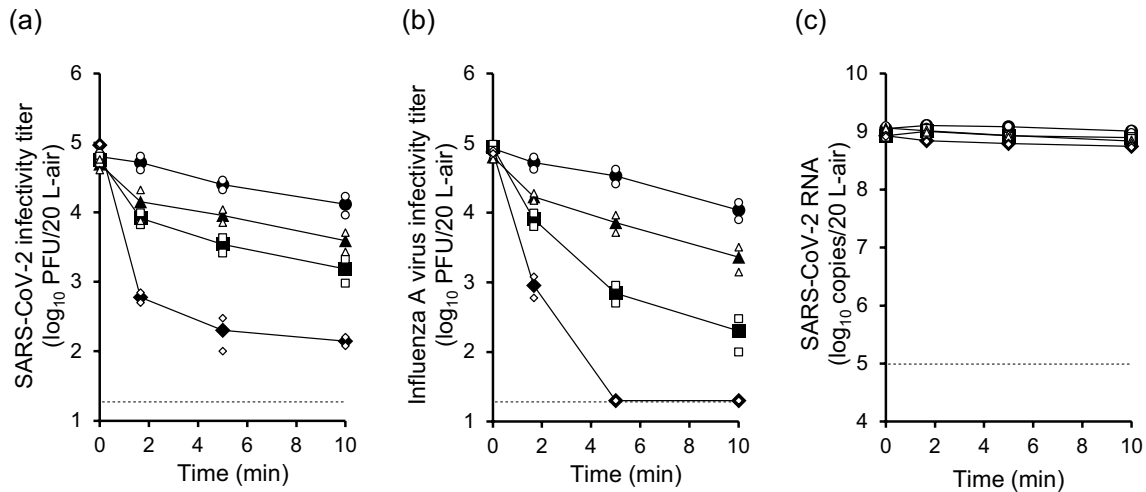 (a)
SARS-CoV-2 infectivity titer
(log₁₀ PFU/20 L-air)
6
5
4
3
2
1
0 2 4 6 8 10
Time (min)
(b)
Influenza A virus infectivity titer
(log₁₀ PFU/20 L-air)
6
5
4
3
2
1
0 2 4 6 8 10
Time (min)
(c)
SARS-CoV-2 RNA
(log₁₀ copies/20 L-air)
10
9
8
7
6
5
4
0 2 4 6 8 10
Time (min)